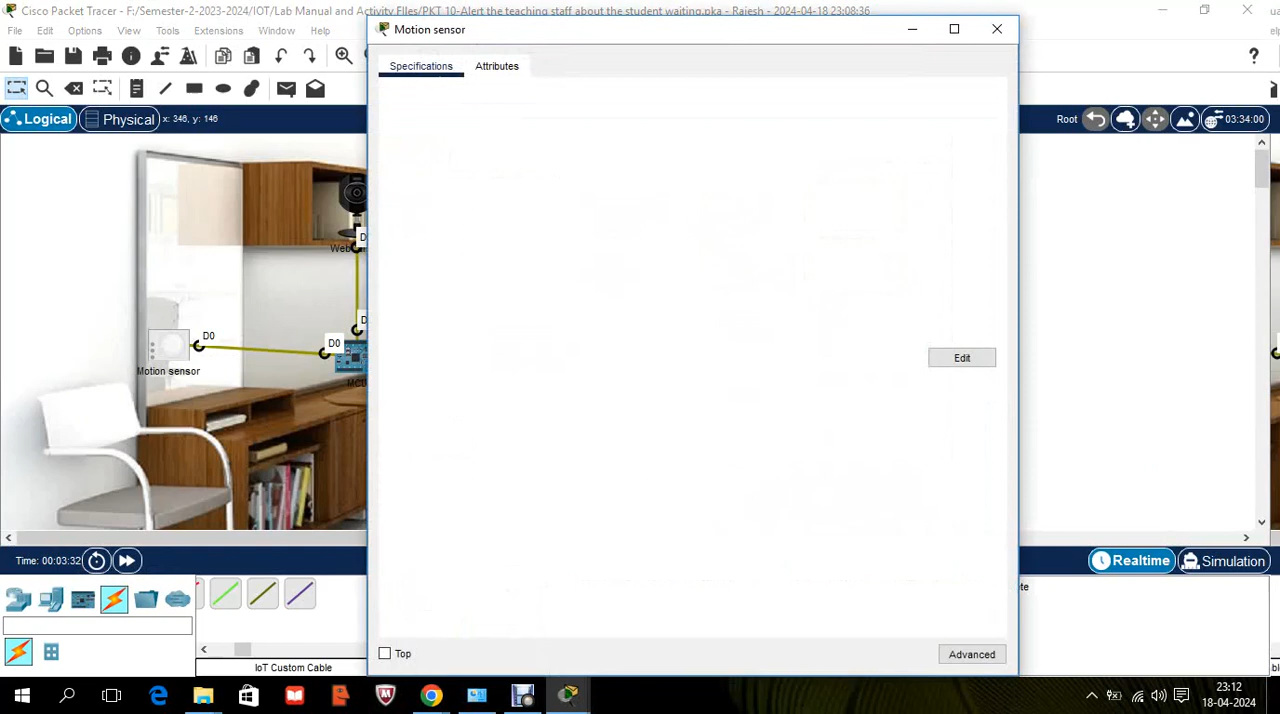 Cisco Packet Tracer - F:/Semester-2-2023-2024/IOT/Lab Manual and Activity Files/PKT 10-Alert the teaching staff about the student waiting.pka - Rajesh - 2024-04-18 23:08:36
Motion sensor
File Edit Options View Tools Extensions Window Help
Specifications Attributes
Logical Physical x: 346, y: 146
Root 03:34:00
Web
D0
D0
Motion sensor
MCU
Edit
Time: 00:03:32
Realtime Simulation
Top
Advanced
IoT Custom Cable
23:12
18-04-2024